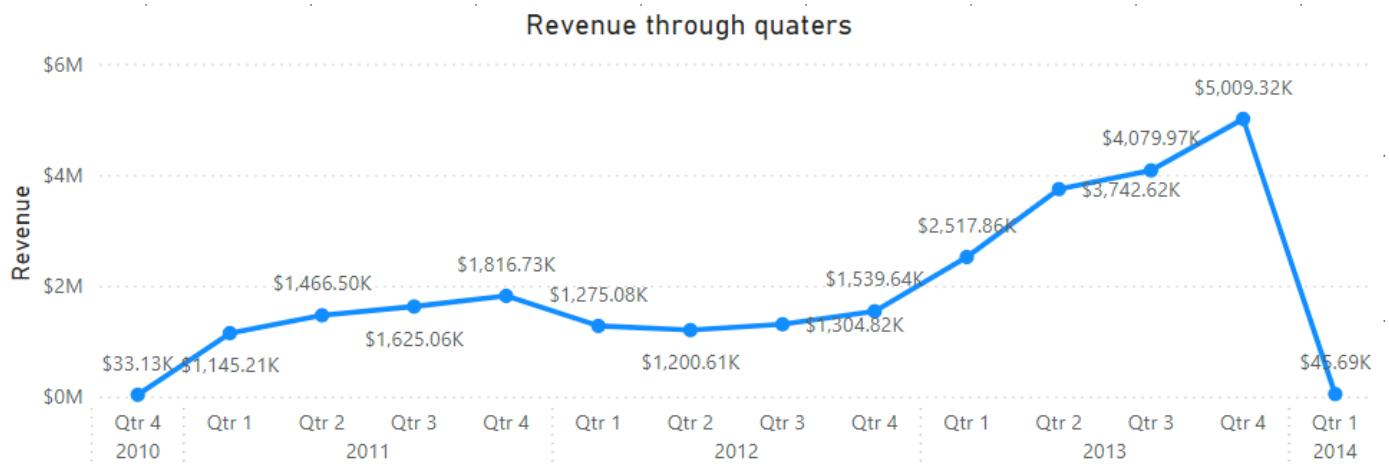 Revenue through quaters
$6M
$5,009.32K
$4,079.97K
$4M
$3,742.62K
Revenue
$2,517.86K
$2M
$1,816.73K
$1,466.50K
$1,275.08K
$1,539.64K
$1,625.06K
$1,304.82K
$33.13K
$1,145.21K
$1,200.61K
$45.69K
$0M
Qtr 4 Qtr 1 Qtr 2 Qtr 3 Qtr 4 Qtr 1 Qtr 2 Qtr 3 Qtr 4 Qtr 1 Qtr 2 Qtr 3 Qtr 4 Qtr 1
2010 2011 2012 2013 2014